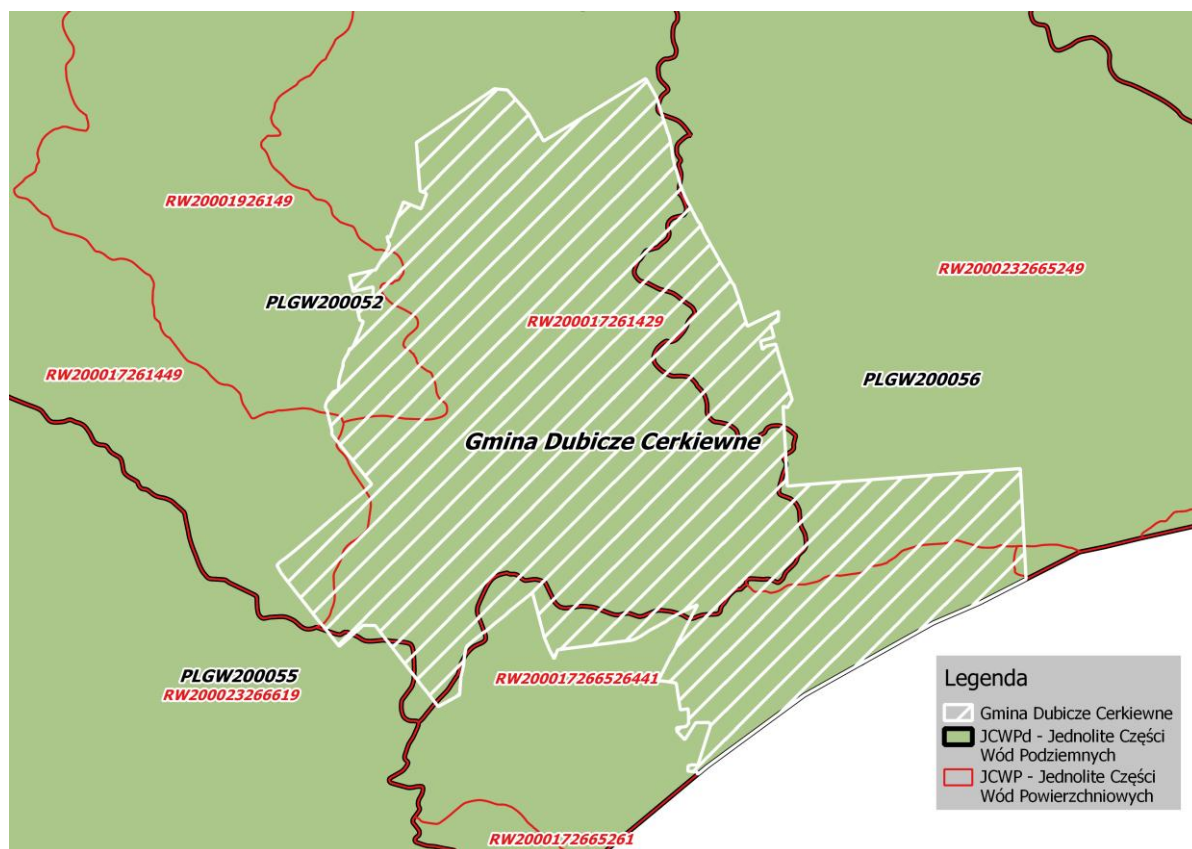 RW20001926149
RW2000232665249
PLGW200052
RW200017261429
RW200017261449
PLGW200056
Gmina Dubicze Cerkiewne
PLGW200055
RW200023266619
RW200017266526441
Legenda
Gmina Dubicze Cerkiewne
JCWPd - Jednolite Części
Wód Podziemnych
JCWP - Jednolite Części
Wód Powierzchniowych
RW2000172665261